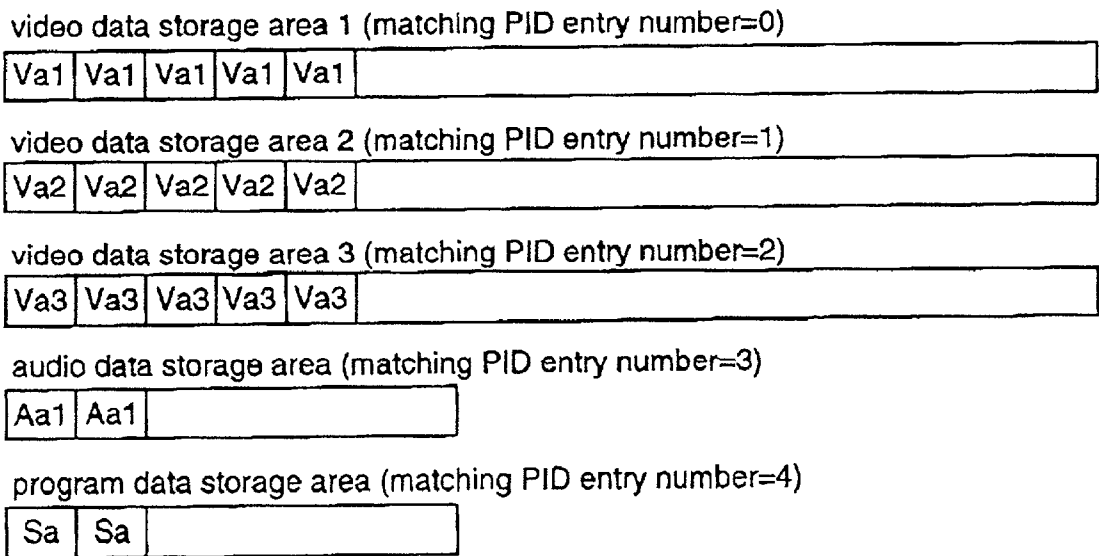 video data storage area 1 (matching PID entry number=0)
Va1 Va1 Va1 Va1 Va1
video data storage area 2 (matching PID entry number=1)
Va2 Va2 Va2 Va2 Va2
video data storage area 3 (matching PID entry number=2)
Va3 Va3 Va3 Va3 Va3
audio data storage area (matching PID entry number=3)
Aa1 Aa1
program data storage area (matching PID entry number=4)
Sa Sa